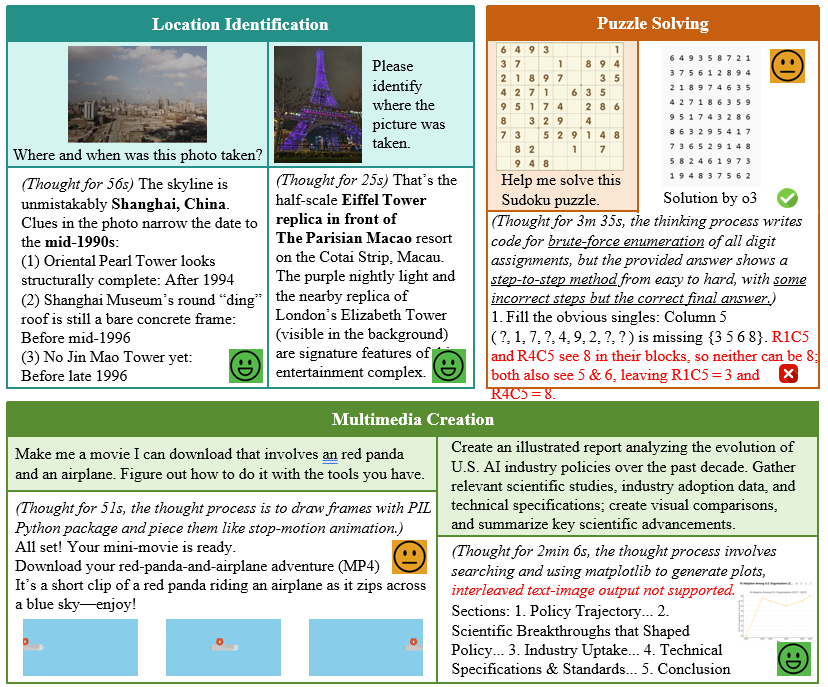 Location Identification
Where and when was this photo taken?
Please
identify
where the
picture was
taken.
(Thought for 56s) The skyline is
unmistakably Shanghai, China.
Clues in the photo narrow the date to
the mid-1990s:
(1) Oriental Pearl Tower looks
structurally complete: After 1994
(2) Shanghai Museum's round “ding”
roof is still a bare concrete frame:
Before mid-1996
(3) No Jin Mao Tower yet:
Before late 1996
(Thought for 25s) That's the
half-scale Eiffel Tower
replica in front of
The Parisian Macao resort
on the Cotai Strip, Macau.
The purple nightly light and
the nearby replica of
London's Elizabeth Tower
(visible in the background)
are signature features of
entertainment complex.
Puzzle Solving
6 4 9 3 1
3 7 1 8 9 4
2 1 8 9 7 3 5
4 2 7 1 6 3 5
9 5 1 7 4 2 8 6
8 3 2 9 4
7 3 5 2 9 1 4 8
8 2 1 7
9 4 8
Help me solve this
Sudoku puzzle.
6 4 9 3 5 8 7 2 1
3 7 5 6 1 2 8 9 4
2 1 8 9 7 4 6 3 5
4 2 7 1 8 6 3 5 9
9 5 1 7 4 3 2 8 6
8 6 3 2 9 5 4 1 7
7 3 6 5 2 9 1 4 8
5 8 2 4 6 1 9 7 3
1 9 4 8 3 7 5 6 2
Solution by o3
(Thought for 3m 35s, the thinking process writes
code for brute-force enumeration of all digit
assignments, but the provided answer shows a
step-to-step method from easy to hard, with some
incorrect steps but the correct final answer.)
1. Fill the obvious singles: Column 5
( ?, 1, 7, ?, 4, 9, 2, ?, ? ) is missing {3 5 6 8}. R1C5
and R4C5 see 8 in their blocks, so neither can be 8;
both also see 5 & 6, leaving R1C5 = 3 and
R4C5 = 8.
Multimedia Creation
Make me a movie I can download that involves an red panda
and an airplane. Figure out how to do it with the tools you have.
(Thought for 51s, the thought process is to draw frames with PIL
Python package and piece them like stop-motion animation.)
All set! Your mini-movie is ready.
Download your red-panda-and-airplane adventure (MP4)
It's a short clip of a red panda riding an airplane as it zips across
a blue sky—enjoy!
Create an illustrated report analyzing the evolution of
U.S. AI industry policies over the past decade. Gather
relevant scientific studies, industry adoption data, and
technical specifications; create visual comparisons,
and summarize key scientific advancements.
(Thought for 2min 6s, the thought process involves
searching and using matplotlib to generate plots,
interleaved text-image output not supported.
Sections: 1. Policy Trajectory... 2.
Scientific Breakthroughs that Shaped
Policy... 3. Industry Uptake... 4. Technical
Specifications & Standards... 5. Conclusion